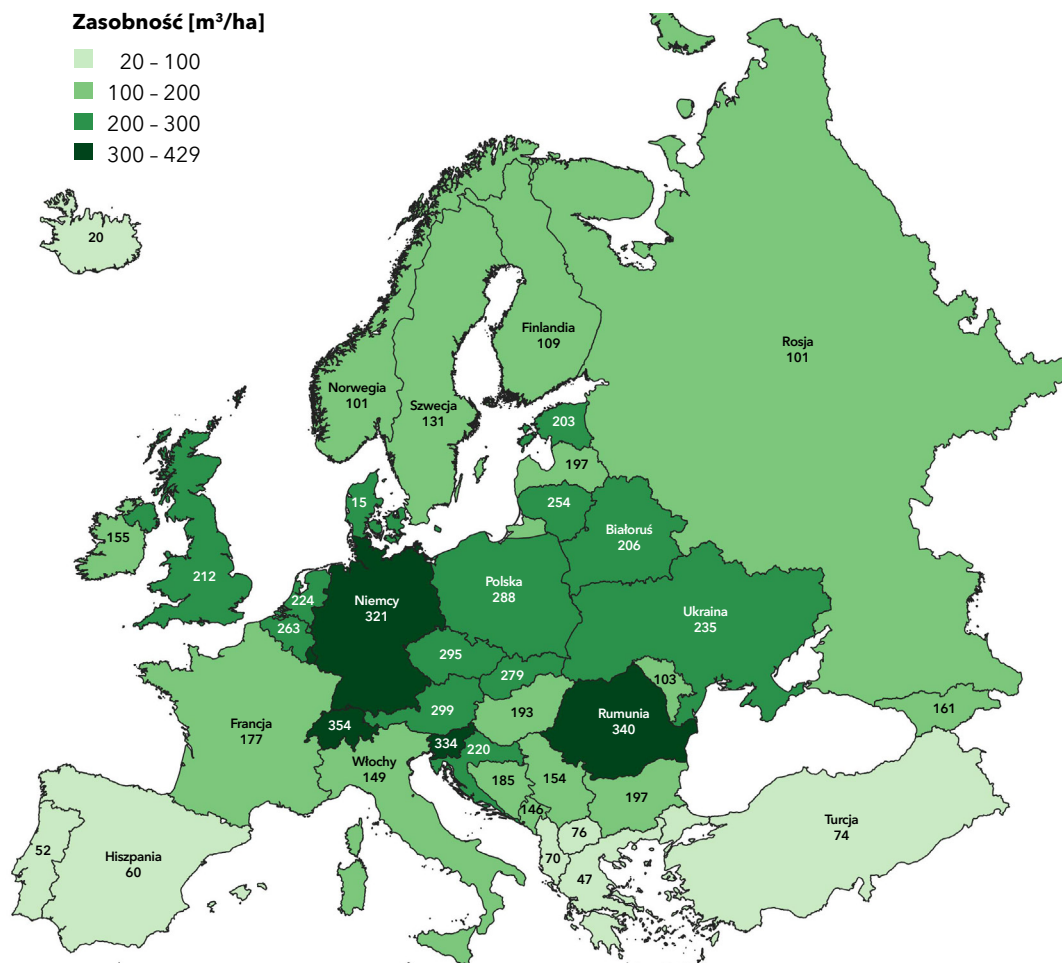 Zasobność [m³/ha]
20 – 100
100 – 200
200 – 300
300 – 429
20
Finlandia
109
Rosja
101
Norwegia
101
Szwecja
131
203
197
254
15
Białoruś
206
155
212
Polska
288
224
Niemcy
321
Ukraina
235
263
295
279
103
299
193
Rumunia
340
161
354
Francja
177
334
220
Włochy
149
185
154
197
146
76
Turcja
74
52
Hiszpania
60
70
47